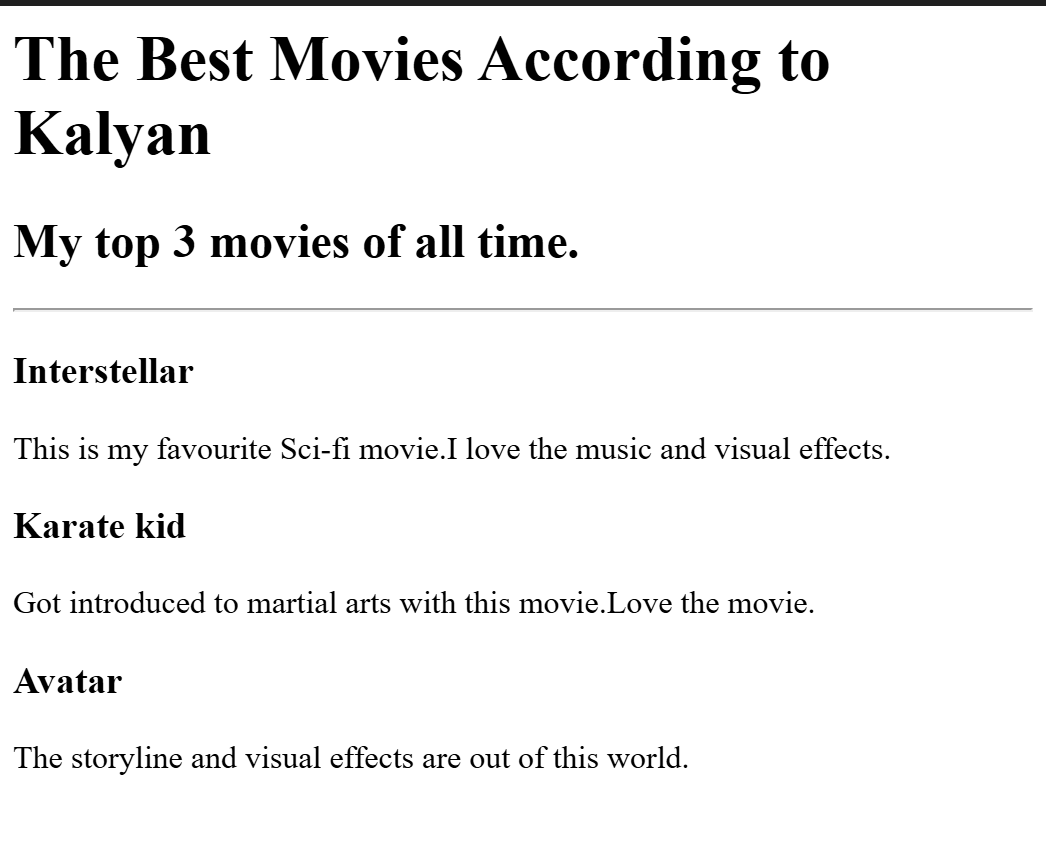 The Best Movies According to
Kalyan
My top 3 movies of all time.
Interstellar
This is my favourite Sci-fi movie.I love the music and visual effects.
Karate kid
Got introduced to martial arts with this movie.Love the movie.
Avatar
The storyline and visual effects are out of this world.